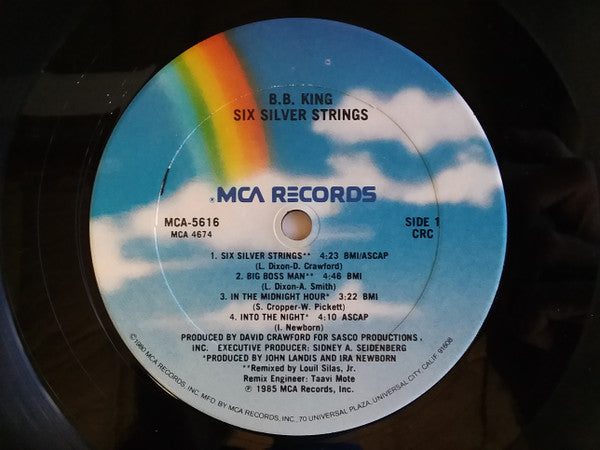 B.B. KING
SIX SILVER STRINGS
MCA RECORDS
MCA-5616
MCA 4674
SIDE 1
CRC
1. SIX SILVER STRINGS** 4:23 BMI/ASCAP
(L. Dixon-D. Crawford)
2. BIG BOSS MAN** 4:46 BMI
(L. Dixon-A. Smith)
3. IN THE MIDNIGHT HOUR* 3:22 BMI
(S. Cropper-W. Pickett)
4. INTO THE NIGHT* 4:10 ASCAP
(I. Newborn)
PRODUCED BY DAVID CRAWFORD FOR SASCO PRODUCTIONS,
INC. EXECUTIVE PRODUCER: SIDNEY A. SEIDENBERG
*PRODUCED BY JOHN LANDIS AND IRA NEWBORN
**Remixed by Louil Silas, Jr.
Remix Engineer: Taavi Mote
℗ 1985 MCA Records, Inc.
©1980 MCA RECORDS, INC. MFD. BY MCA RECORDS, INC., 70 UNIVERSAL PLAZA, UNIVERSAL CITY, CALIF. 91608